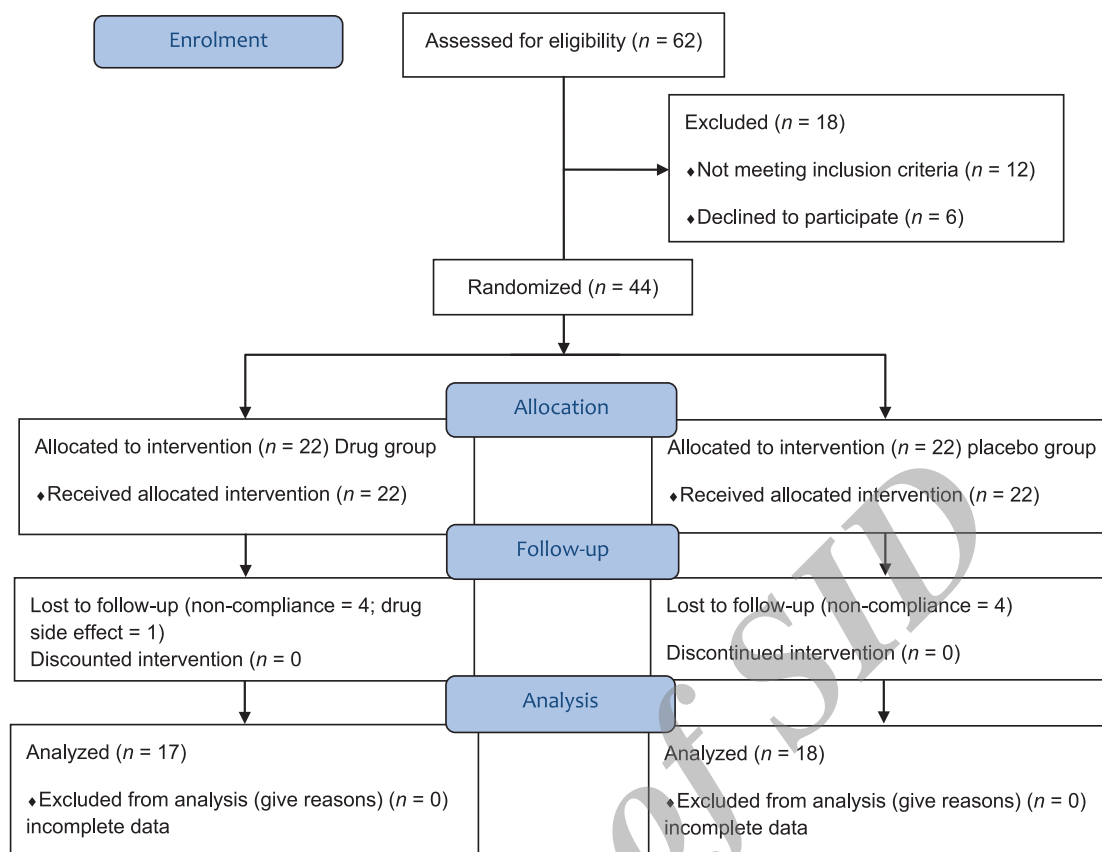 Enrolment
Assessed for eligibility (n = 62)
Excluded (n = 18)
♦Not meeting inclusion criteria (n = 12)
♦Declined to participate (n = 6)
Randomized (n = 44)
Allocation
Allocated to intervention (n = 22) Drug group
♦Received allocated intervention (n = 22)
Allocated to intervention (n = 22) placebo group
♦Received allocated intervention (n = 22)
Follow-up
Lost to follow-up (non-compliance = 4; drug
side effect = 1)
Discounted intervention (n = 0
Lost to follow-up (non-compliance = 4)
Discontinued intervention (n = 0)
Analysis
Analyzed (n = 17)
♦Excluded from analysis (give reasons) (n = 0)
incomplete data
Analyzed (n = 18)
♦Excluded from analysis (give reasons) (n = 0)
incomplete data
of SID